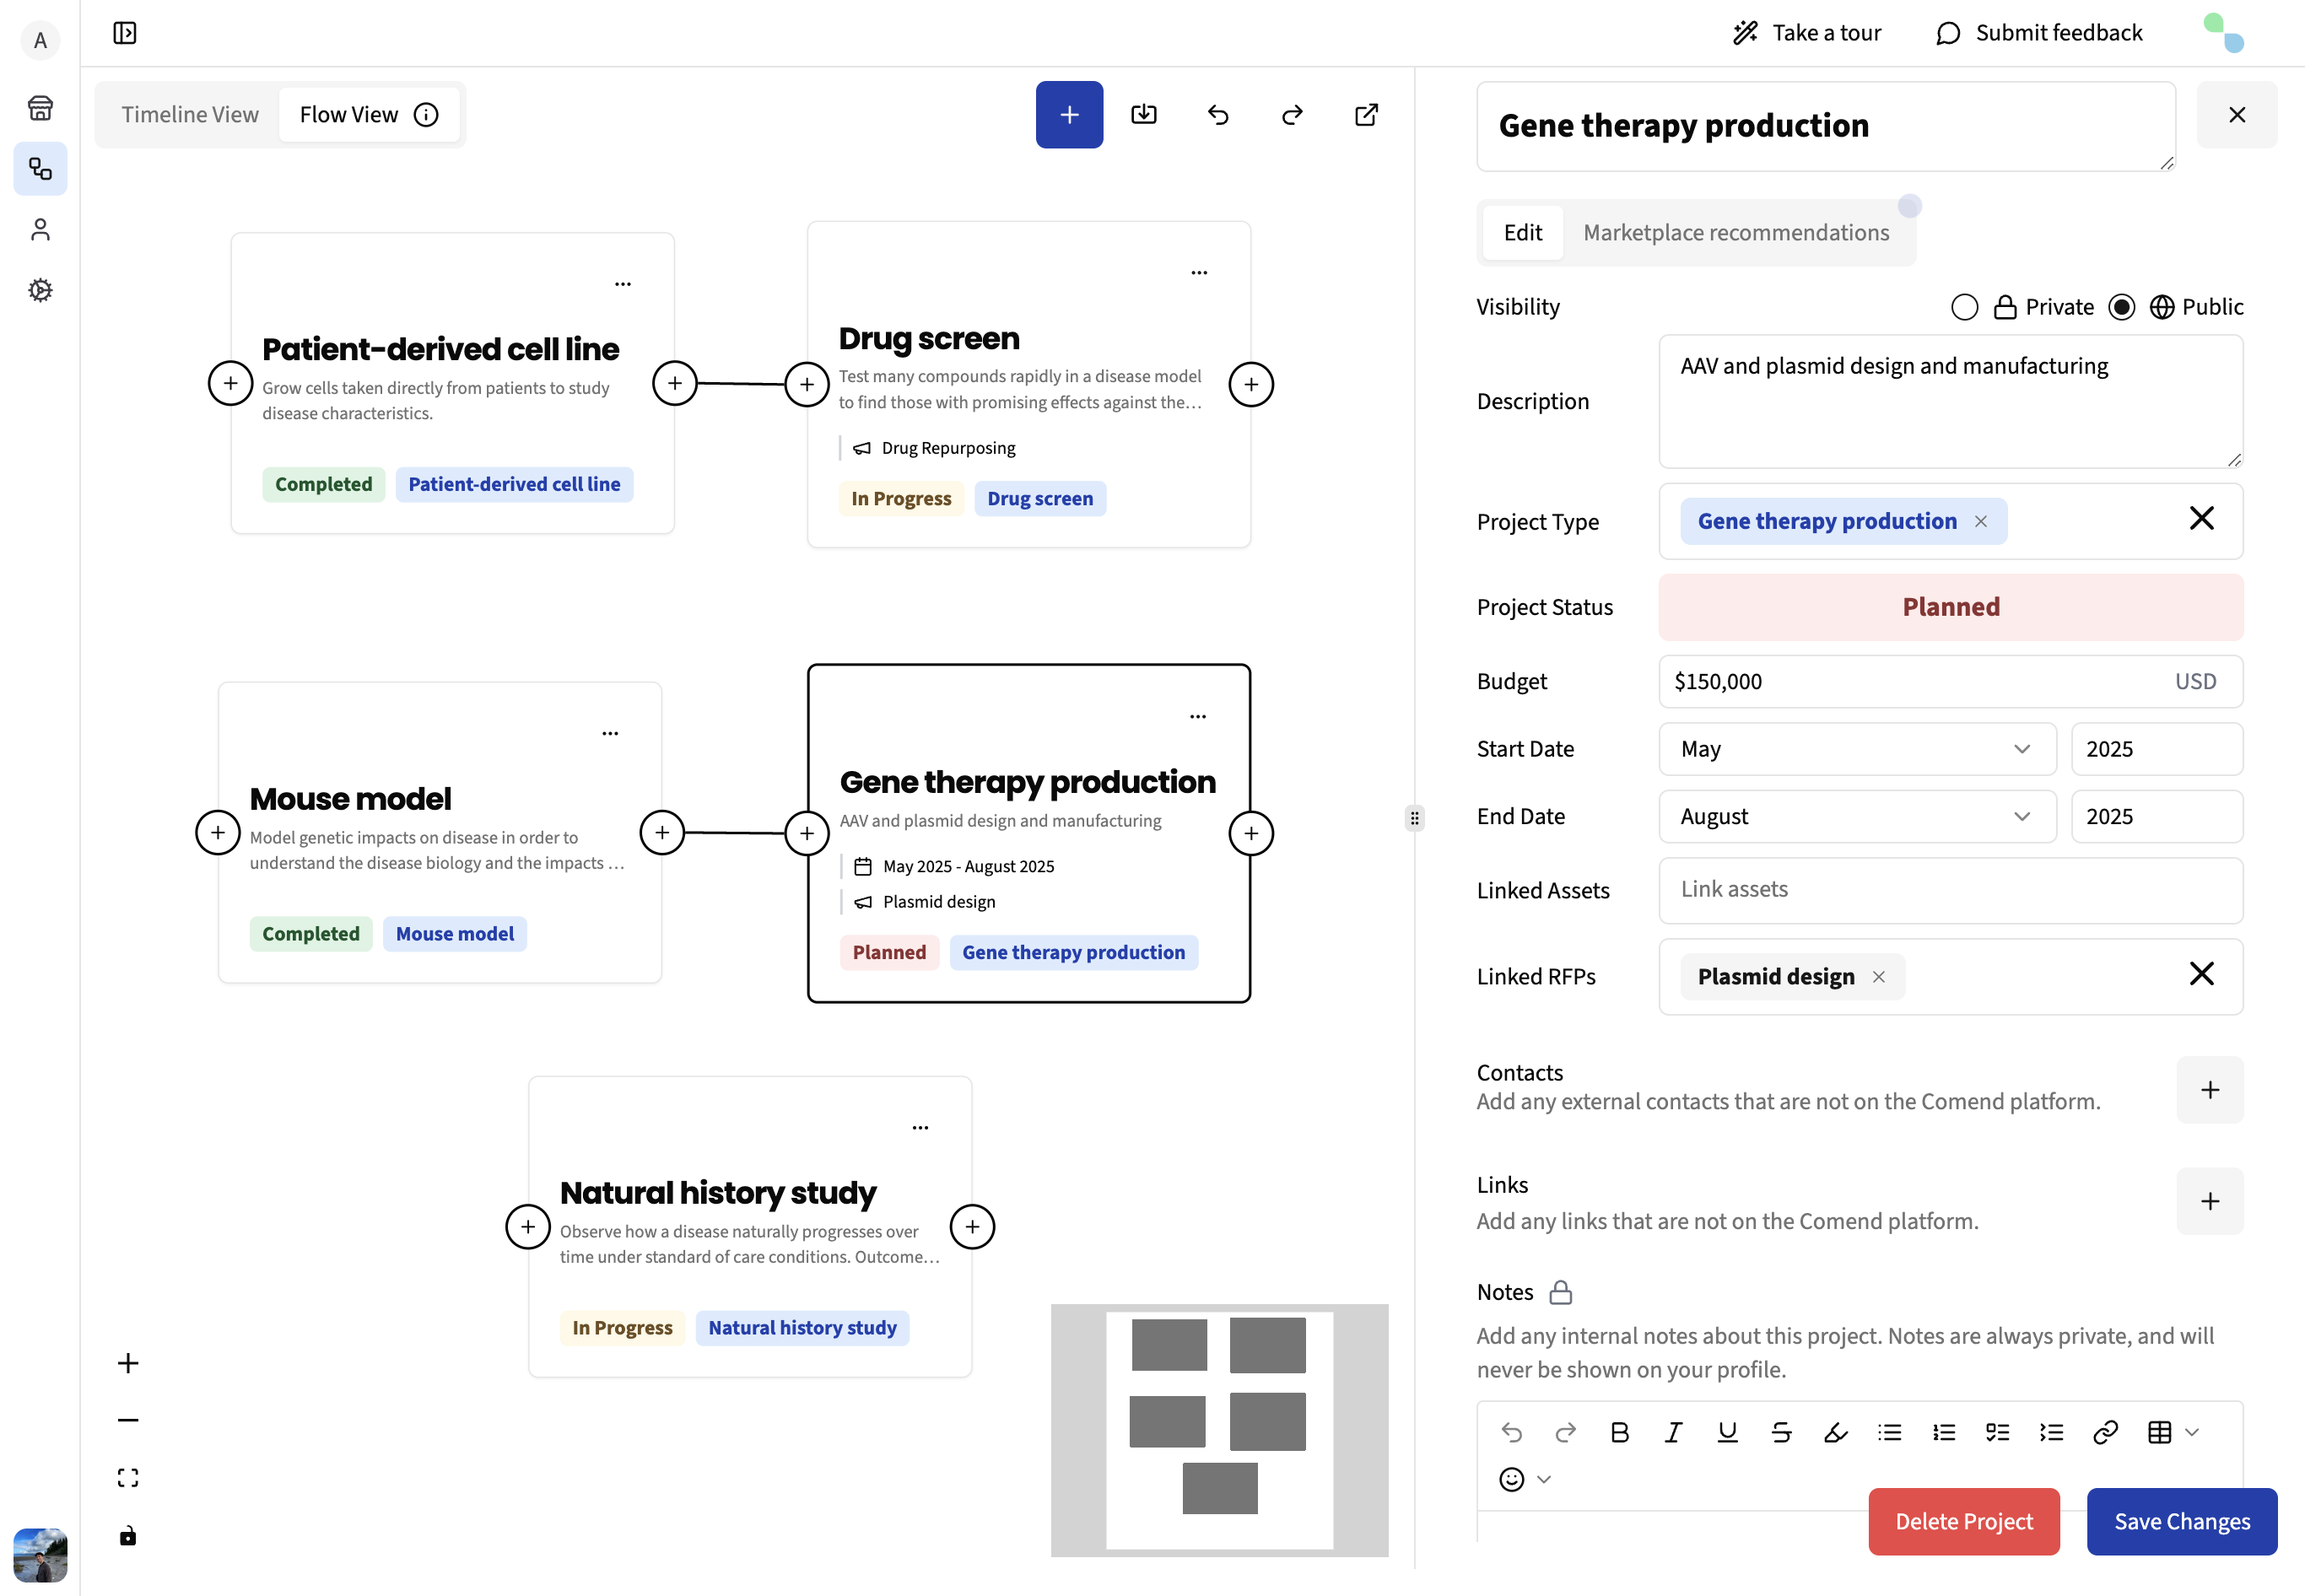 A
Take a tour
Submit feedback
Timeline View
Flow View
Patient-derived cell line
Grow cells taken directly from patients to study
disease characteristics.
Completed
Patient-derived cell line
Drug screen
Test many compounds rapidly in a disease model
to find those with promising effects against the...
Drug Repurposing
In Progress
Drug screen
Mouse model
Model genetic impacts on disease in order to
understand the disease biology and the impacts ...
Completed
Mouse model
Gene therapy production
AAV and plasmid design and manufacturing
May 2025 - August 2025
Plasmid design
Planned
Gene therapy production
Natural history study
Observe how a disease naturally progresses over
time under standard of care conditions. Outcome...
In Progress
Natural history study
Gene therapy production
Edit
Marketplace recommendations
Visibility
Private
Public
Description
AAV and plasmid design and manufacturing
Project Type
Gene therapy production
Project Status
Planned
Budget
$150,000
USD
Start Date
May
2025
End Date
August
2025
Linked Assets
Link assets
Linked RFPs
Plasmid design
Contacts
Add any external contacts that are not on the Comend platform.
Links
Add any links that are not on the Comend platform.
Notes
Add any internal notes about this project. Notes are always private, and will
never be shown on your profile.
Delete Project
Save Changes